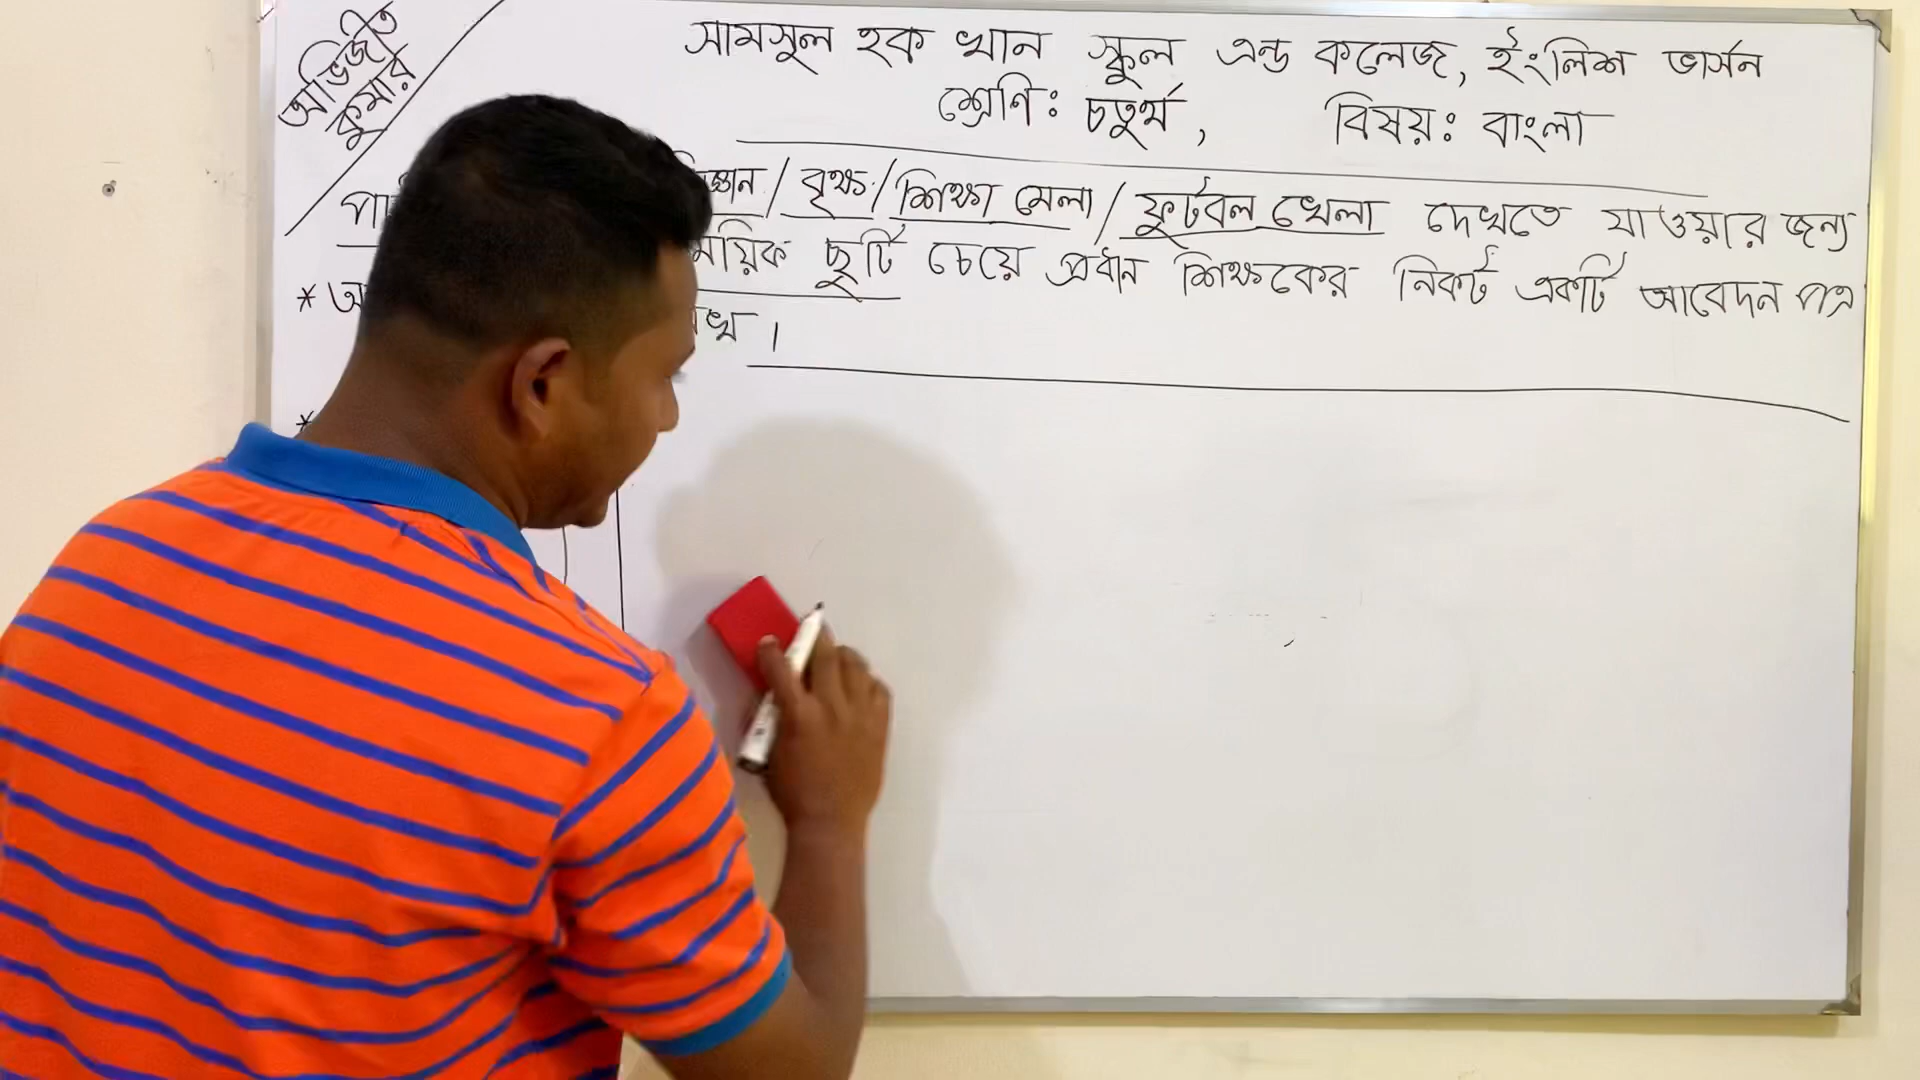 অভিজীত
কুমার
সামসুল হক খান স্কুল এন্ড কলেজ, ইংলিশ ভার্সন
শ্রেণি: চতুর্থ, বিষয়: বাংলা
/ বৃক্ষ / শিক্ষা মেলা / ফুটবল খেলা দেখতে যাওয়ার জন্য
* ছুটি চেয়ে প্রধান শিক্ষকের নিকট একটি আবেদন পত্র
*